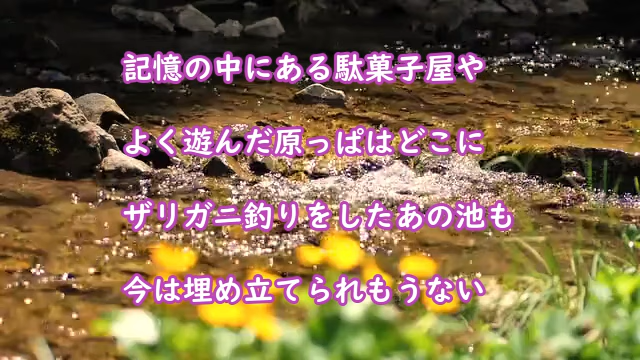 記憶の中にある駄菓子屋や
よく遊んだ原っぱはどこに
ザリガニ釣りをしたあの池も
今は埋め立てられもうない